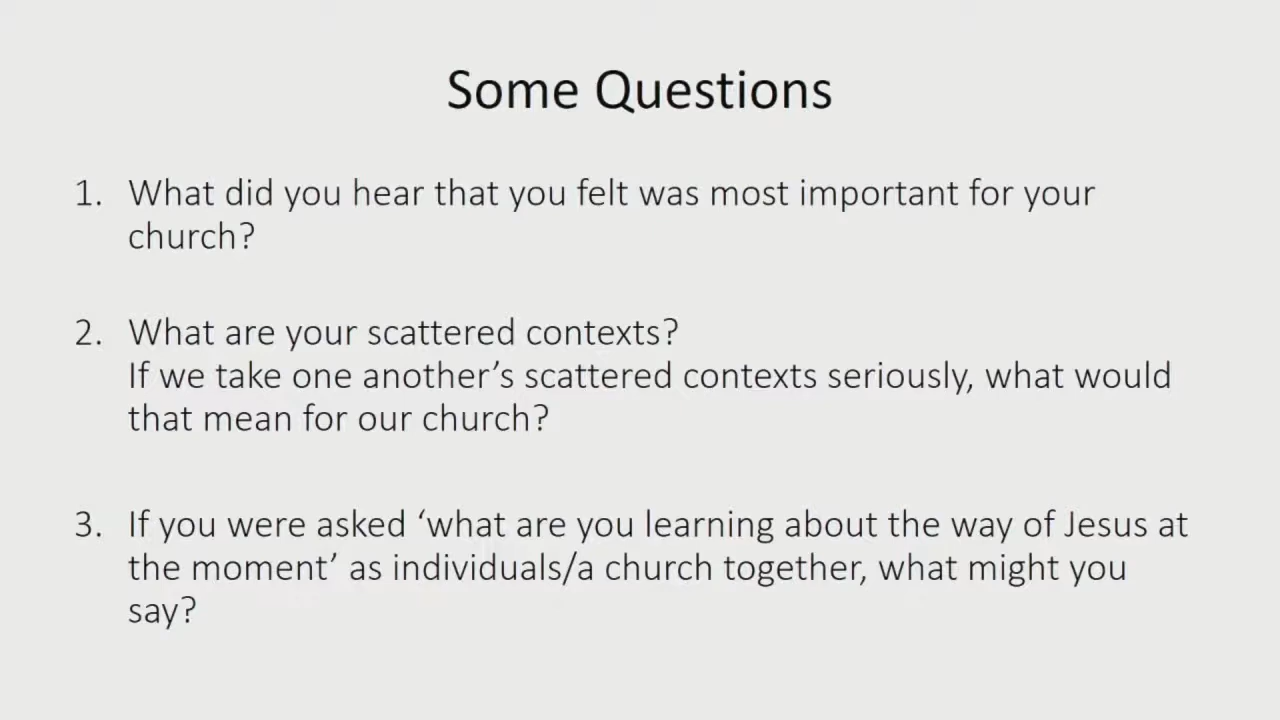 Some Questions
1. What did you hear that you felt was most important for your
church?
2. What are your scattered contexts?
If we take one another’s scattered contexts seriously, what would
that mean for our church?
3. If you were asked ‘what are you learning about the way of Jesus at
the moment’ as individuals/a church together, what might you
say?